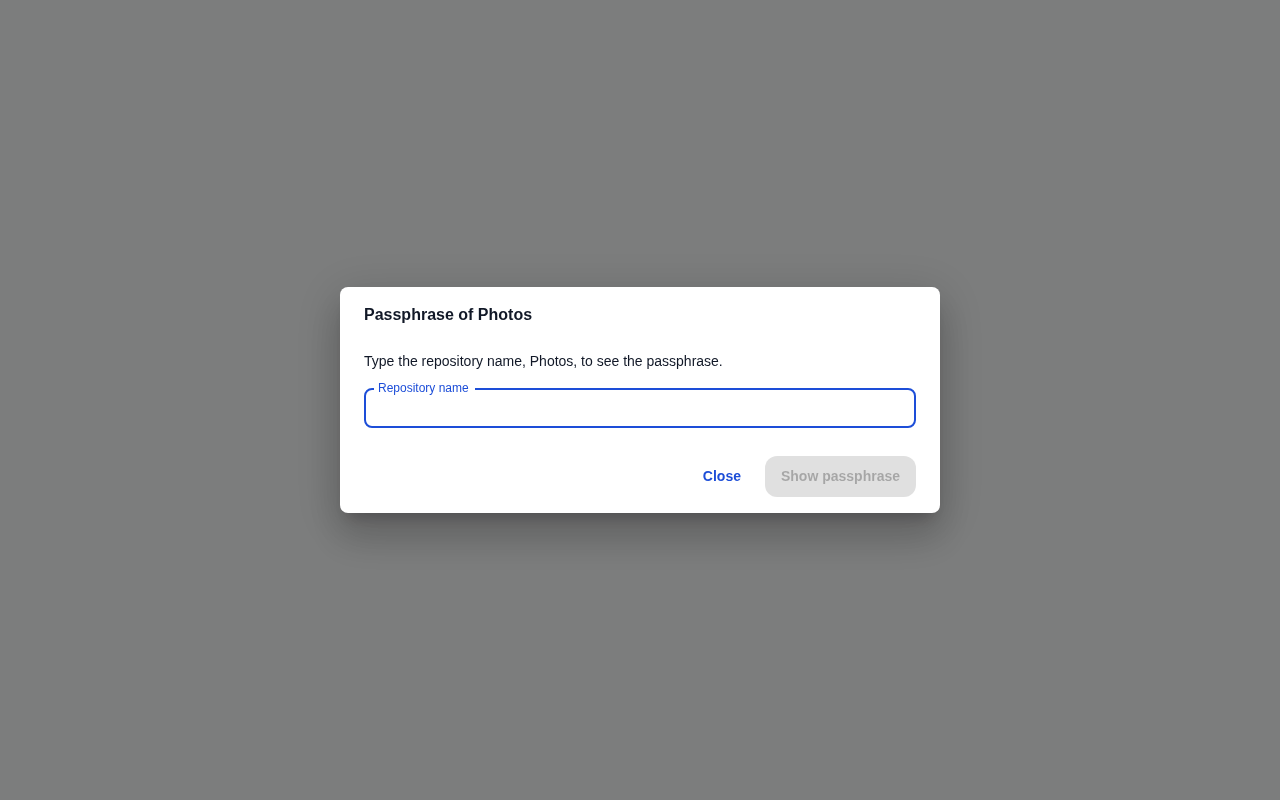 Passphrase of Photos
Type the repository name, Photos, to see the passphrase.
Repository name
Close
Show passphrase